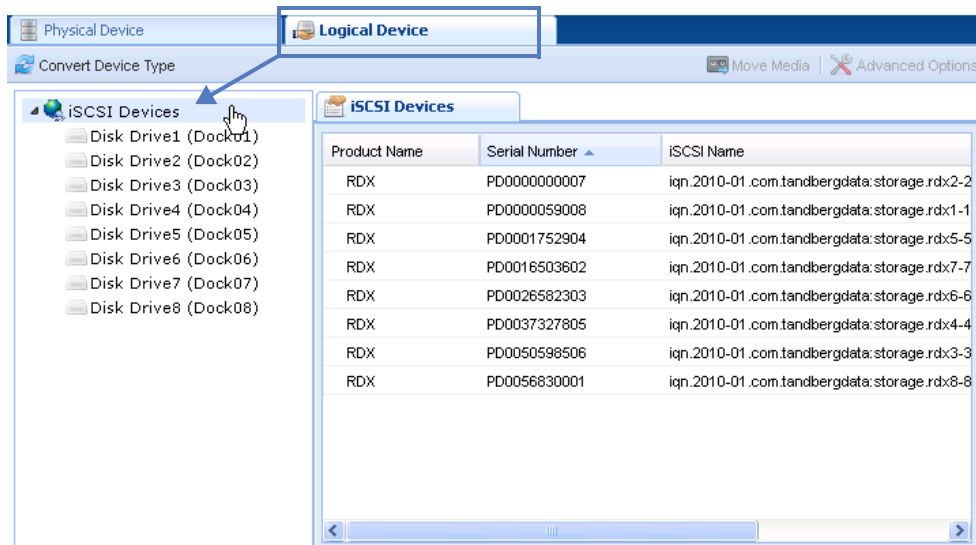 Physical Device
Logical Device
Convert Device Type
Move Media
Advanced Options
iSCSI Devices
Disk Drive1 (Dock01)
Disk Drive2 (Dock02)
Disk Drive3 (Dock03)
Disk Drive4 (Dock04)
Disk Drive5 (Dock05)
Disk Drive6 (Dock06)
Disk Drive7 (Dock07)
Disk Drive8 (Dock08)
iSCSI Devices
Product Name Serial Number iSCSI Name
RDX PD0000000007 iqn.2010-01.com.tandbergdata:storage.rdx2-2
RDX PD0000059008 iqn.2010-01.com.tandbergdata:storage.rdx1-1
RDX PD0001752904 iqn.2010-01.com.tandbergdata:storage.rdx5-5
RDX PD0016503602 iqn.2010-01.com.tandbergdata:storage.rdx7-7
RDX PD0026582303 iqn.2010-01.com.tandbergdata:storage.rdx6-6
RDX PD0037327805 iqn.2010-01.com.tandbergdata:storage.rdx4-4
RDX PD0050598506 iqn.2010-01.com.tandbergdata:storage.rdx3-3
RDX PD0056830001 iqn.2010-01.com.tandbergdata:storage.rdx8-8